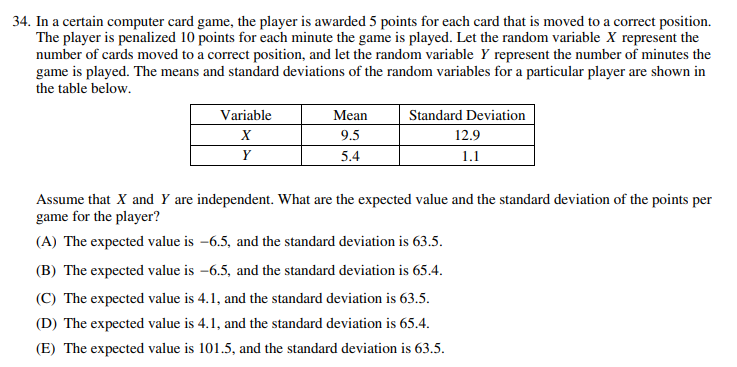 34. In a certain computer card game, the player is awarded 5 points for each card that is moved to a correct position.
The player is penalized 10 points for each minute the game is played. Let the random variable X represent the
number of cards moved to a correct position, and let the random variable Y represent the number of minutes the
game is played. The means and standard deviations of the random variables for a particular player are shown in
the table below.
Variable Mean Standard Deviation
X 9.5 12.9
Y 5.4 1.1
Assume that X and Y are independent. What are the expected value and the standard deviation of the points per
game for the player?
(A) The expected value is −6.5, and the standard deviation is 63.5.
(B) The expected value is −6.5, and the standard deviation is 65.4.
(C) The expected value is 4.1, and the standard deviation is 63.5.
(D) The expected value is 4.1, and the standard deviation is 65.4.
(E) The expected value is 101.5, and the standard deviation is 63.5.